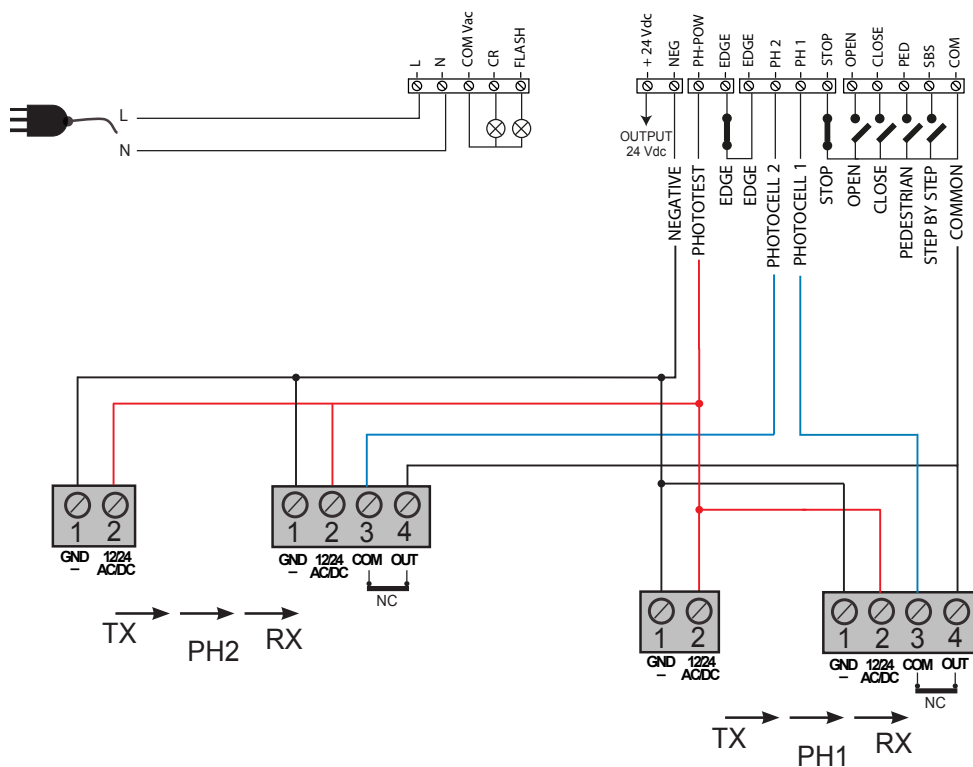 L
N
COM Vac
CR
FLASH
+ 24 Vdc
NEG
PH-POW
EDGE
EDGE
PH 2
PH 1
STOP
OPEN
CLOSE
PED
SBS
COM
L
N
OUTPUT
24 Vdc
NEGATIVE
PHOTOTEST
EDGE
EDGE
PHOTOCELL 2
PHOTOCELL 1
STOP
OPEN
CLOSE
PEDESTRIAN
STEP BY STEP
COMMON
1 2
GND 12/24
– AC/DC
1 2 3 4
GND 12/24 COM OUT
– AC/DC
NC
TX PH2 RX
1 2
GND 12/24
– AC/DC
1 2 3 4
GND 12/24 COM OUT
– AC/DC
NC
TX PH1 RX